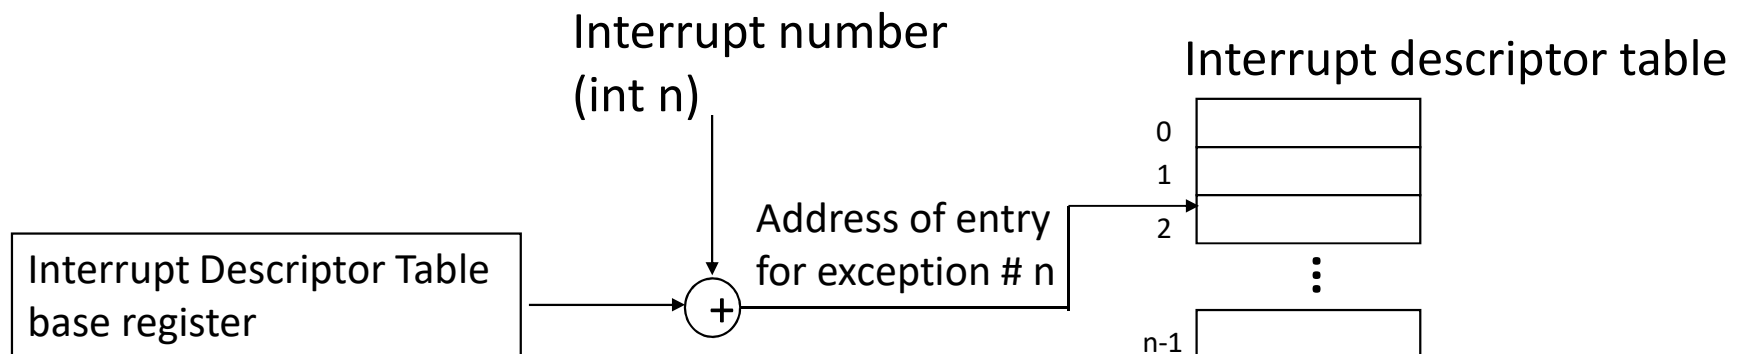 Interrupt number
(int n)
Interrupt descriptor table
0
1
2
n-1
Address of entry
for exception # n
Interrupt Descriptor Table
base register
+